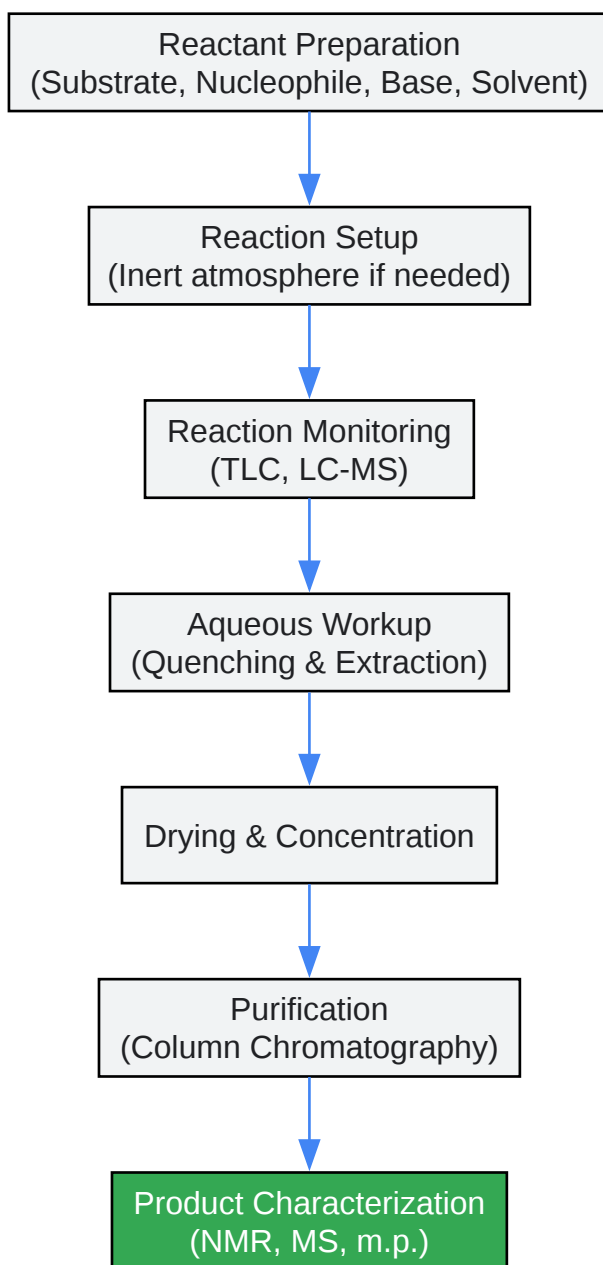 Reactant Preparation
(Substrate, Nucleophile, Base, Solvent)
Reaction Setup
(Inert atmosphere if needed)
Reaction Monitoring
(TLC, LC-MS)
Aqueous Workup
(Quenching & Extraction)
Drying & Concentration
Purification
(Column Chromatography)
Product Characterization
(NMR, MS, m.p.)